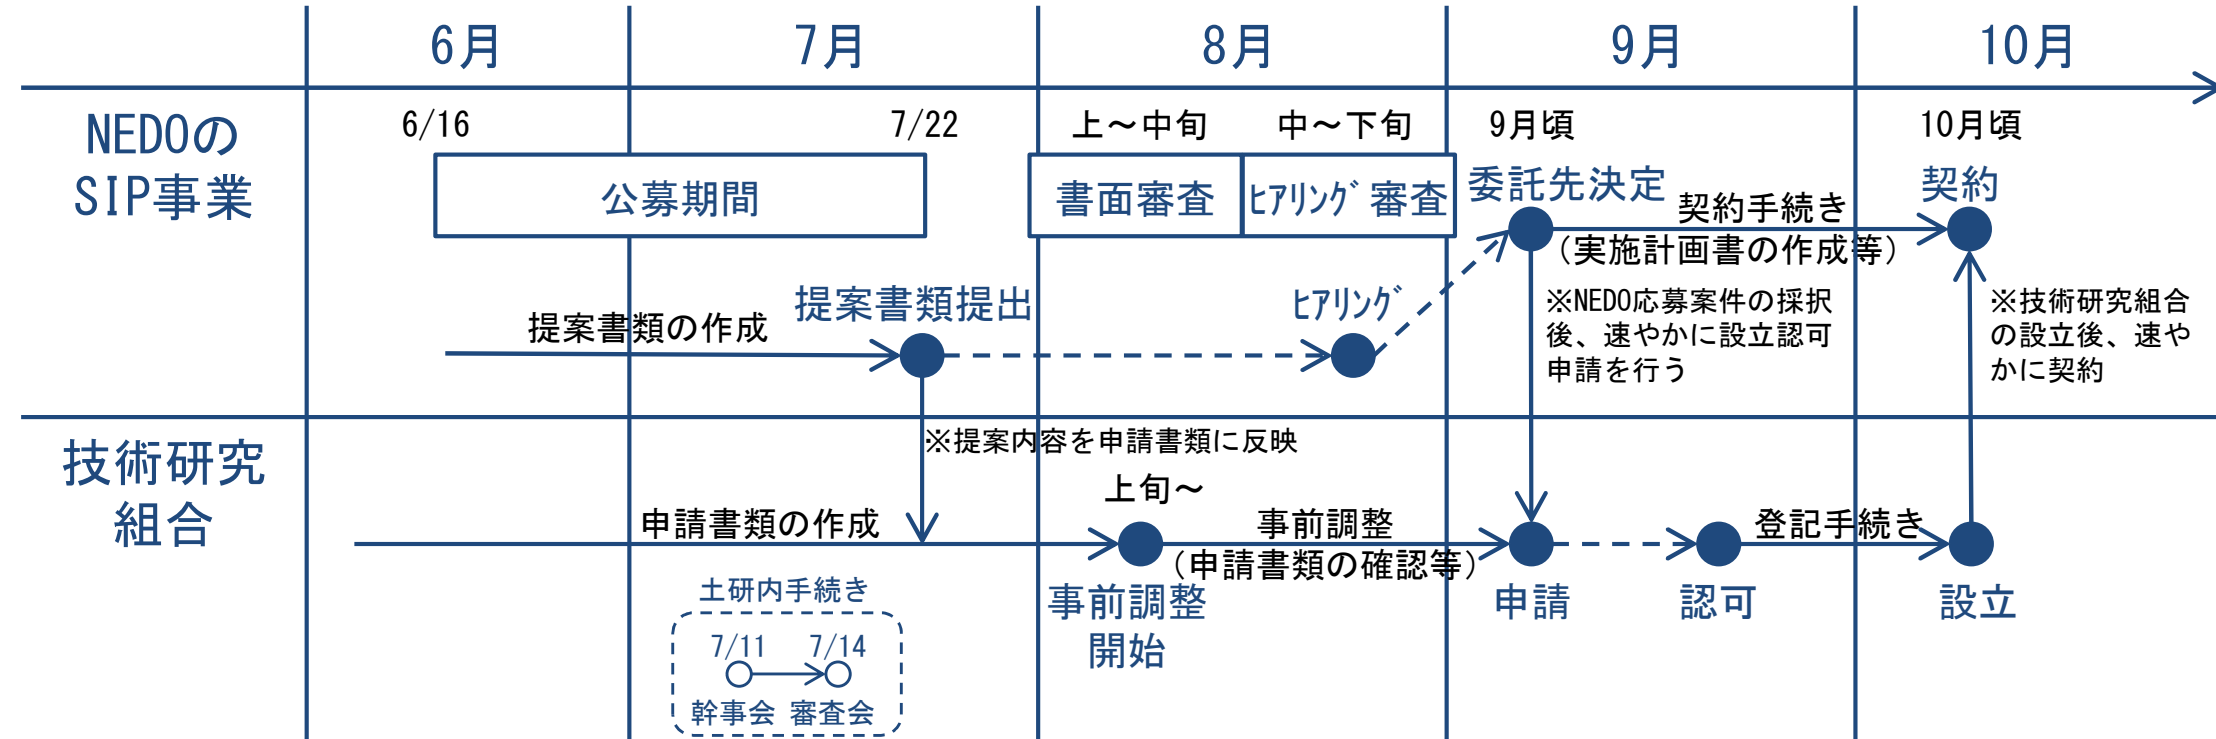 6月
7月
8月
9月
10月
NEDOの
SIP事業
6/16
7/22
上～中旬
中～下旬
9月頃
10月頃
公募期間
書面審査
ﾋｱﾘﾝｸﾞ審査
委託先決定
契約
契約手続き
(実施計画書の作成等)
提案書類の作成
提案書類提出
ﾋｱﾘﾝｸﾞ
※NEDO応募案件の採択
後、速やかに設立認可
申請を行う
※技術研究組合
の設立後、速や
かに契約
技術研究
組合
※提案内容を申請書類に反映
上旬～
申請書類の作成
事前調整
(申請書類の確認等)
登記手続き
事前調整
開始
申請
認可
設立
土研内手続き
7/11
7/14
幹事会
審査会